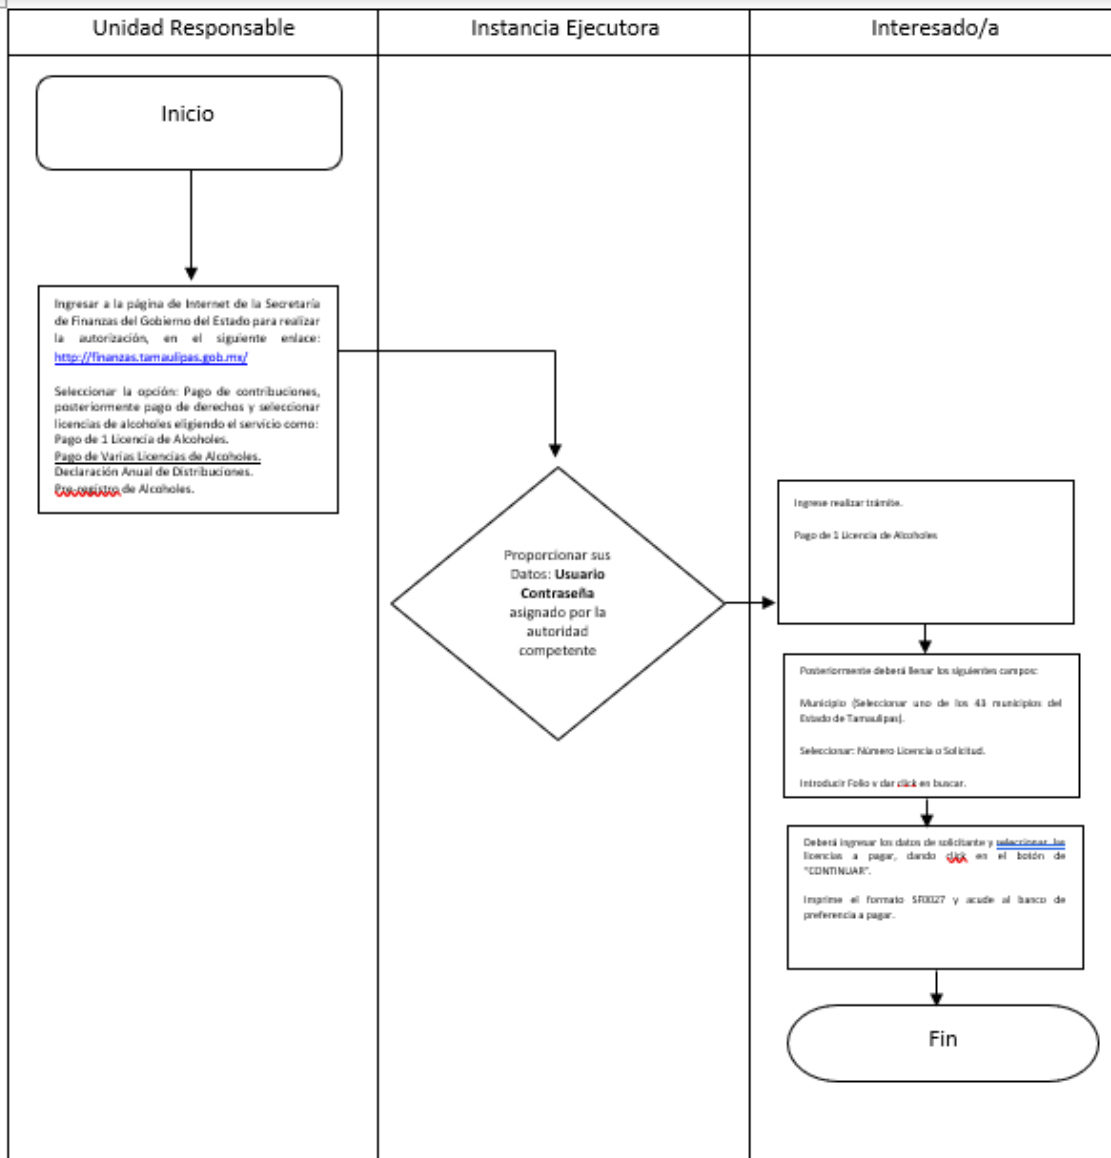 Unidad Responsable
Instancia Ejecutora
Interesado/a
Inicio
Ingresar a la página de Internet de la Secretaría
de Finanzas del Gobierno del Estado para realizar
la autorización, en el siguiente enlace:
http://finanzas.tamaulipas.gob.mx/
Seleccionar la opción: Pago de contribuciones,
posteriormente pago de derechos y seleccionar
licencias de alcoholes eligiendo el servicio como:
Pago de 1 Licencia de Alcoholes.
Pago de Varias Licencias de Alcoholes.
Declaración Anual de Distribuciones.
Pre-registro de Alcoholes.
Proporcionar sus
Datos: Usuario
Contraseña
asignado por la
autoridad
competente
Ingrese realizar trámite.
Pago de 1 Licencia de Alcoholes
Posteriormente deberá llenar los siguientes campos:
Municipio (Seleccionar uno de los 43 municipios del
Estado de Tamaulipas).
Seleccionar: Número Licencia o Solicitud.
Introducir Folio y dar click en buscar.
Deberá ingresar los datos de solicitante y seleccionar las
licencias a pagar, dando click en el botón de
"CONTINUAR".
Imprime el formato SF0027 y acude al banco de
preferencia a pagar.
Fin